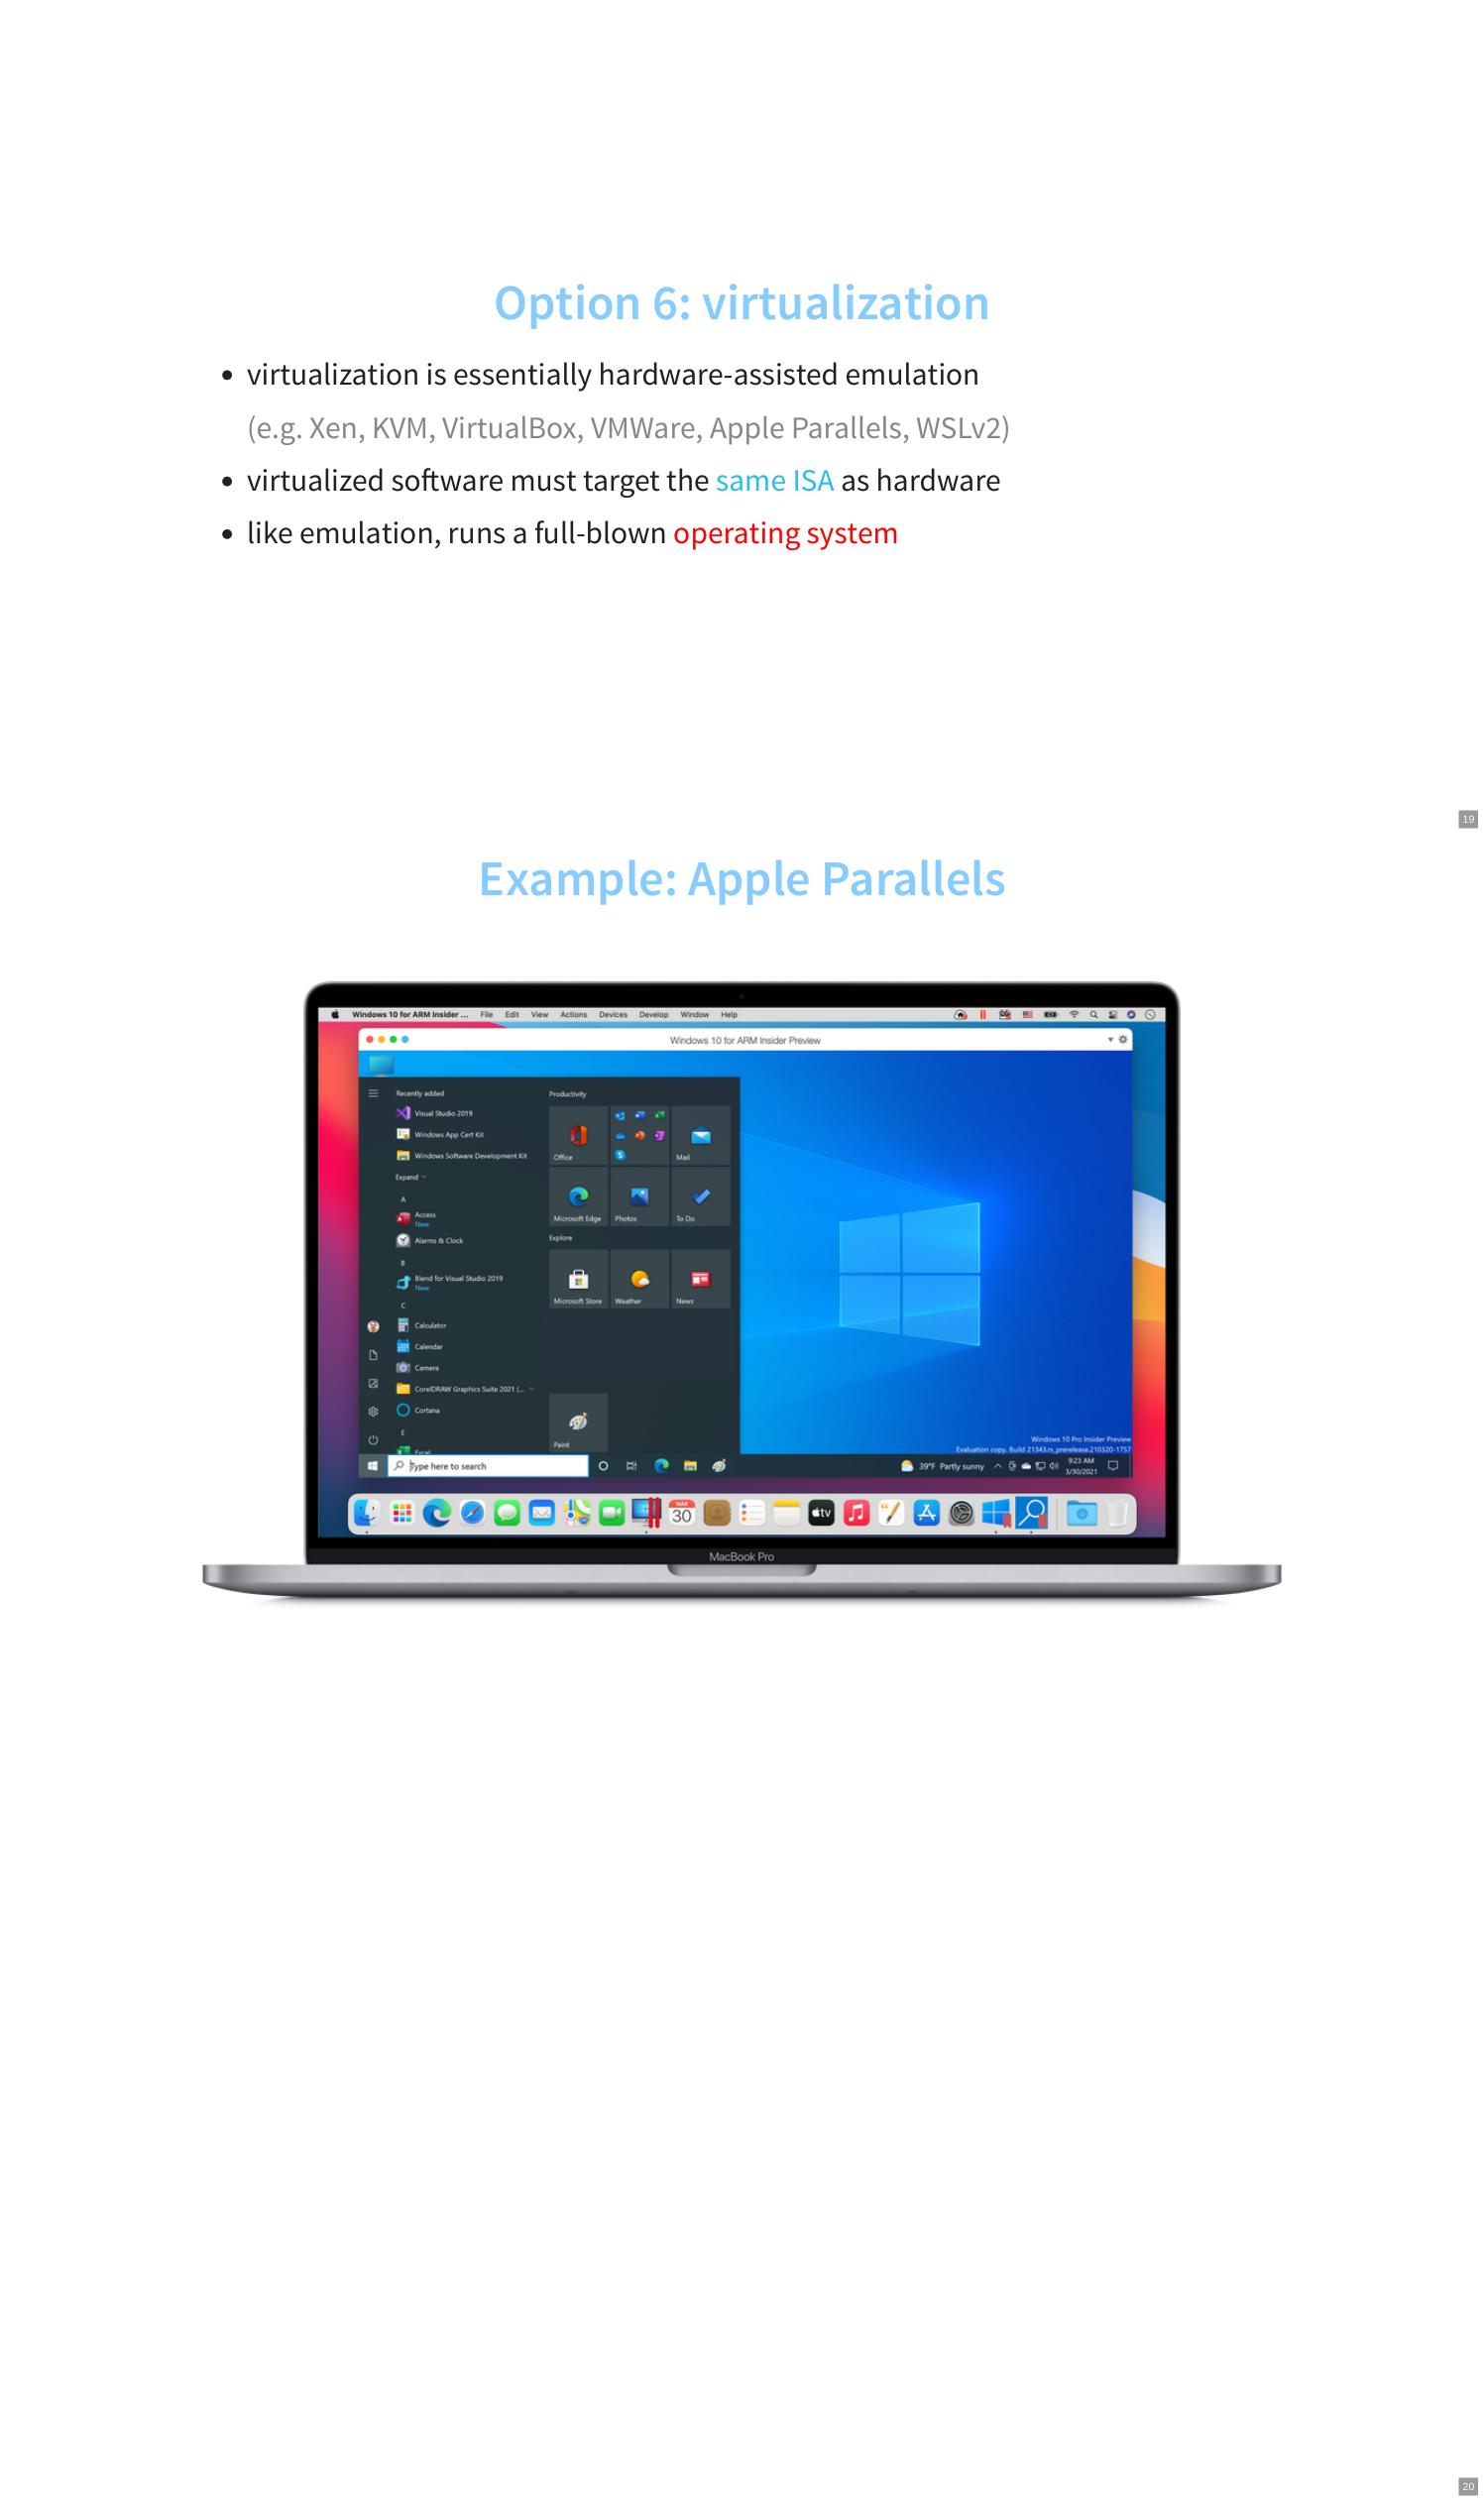 Option 6: virtualization
• virtualization is essentially hardware-assisted emulation
(e.g. Xen, KVM, VirtualBox, VMWare, Apple Parallels, WSLv2)
• virtualized software must target the same ISA as hardware
• like emulation, runs a full-blown operating system
19
Example: Apple Parallels
Windows 10 for ARM Insider ... File Edit View Actions Devices Develop Window Help
Windows 10 for ARM Insider Preview
Recently added
Visual Studio 2019
Windows App Cert Kit
Windows Software Development Kit
Expand
A
Access
New
Alarms & Clock
B
Blend for Visual Studio 2019
New
C
Calculator
Calendar
Camera
CorelDRAW Graphics Suite 2021 (...
Cortana
E
Excel
Productivity
Office
Mail
Microsoft Edge Photos To Do
Explore
Microsoft Store Weather News
Paint
Windows 10 Pro Insider Preview
Evaluation copy. Build 21343.rs_prerelease.210320-1757
Type here to search
39°F Partly sunny
9:23 AM
3/30/2021
MAR
30
tv
MacBook Pro
20